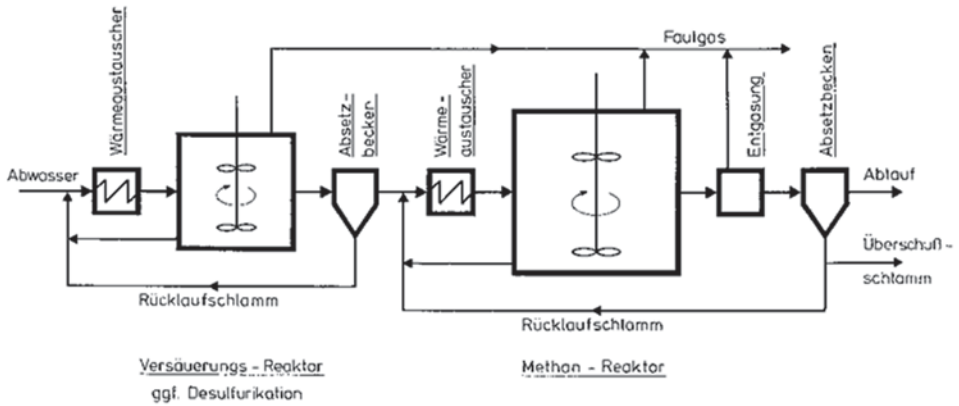 Faulgas
Wärmeaustauscher
Absetz-
becken
Wärme-
austauscher
Entgasung
Absetzbecken
Abwasser
Ablauf
Überschuß-
schlamm
Rücklaufschlamm
Rücklaufschlamm
Versäuerungs-Reaktor
ggf. Desulfurikation
Methan-Reaktor